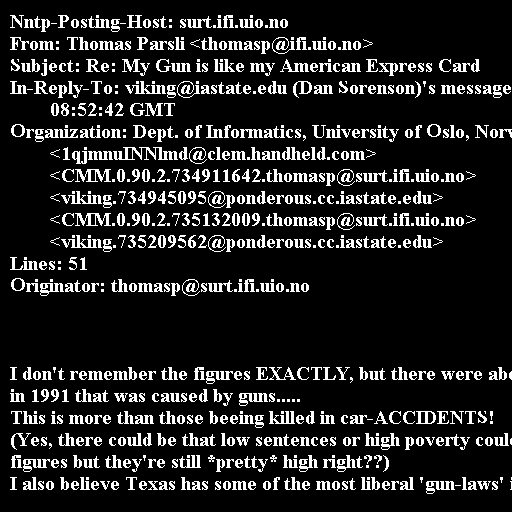 Nntp-Posting-Host: surt.ifi.uio.no
From: Thomas Parsli <thomasp@ifi.uio.no>
Subject: Re: My Gun is like my American Express Card
In-Reply-To: viking@iastate.edu (Dan Sorenson)'s message
08:52:42 GMT
Organization: Dept. of Informatics, University of Oslo,
<1qjmnuINNlmd@clem.handheld.com>
<CMM.0.90.2.734911642.thomasp@surt.ifi.uio.no>
<viking.734945095@ponderous.cc.iastate.edu>
<CMM.0.90.2.735132009.thomasp@surt.ifi.uio.no>
<viking.735209562@ponderous.cc.iastate.edu>
Lines: 51
Originator: thomasp@surt.ifi.uio.no
I don't remember the figures EXACTLY, but there were
in 1991 that was caused by guns.....
This is more than those beeing killed in car-ACCIDENTS!
(Yes, there could be that low sentences or high poverty
figures but they're still *pretty* high right??)
I also believe Texas has some of the most liberal 'gun-laws'